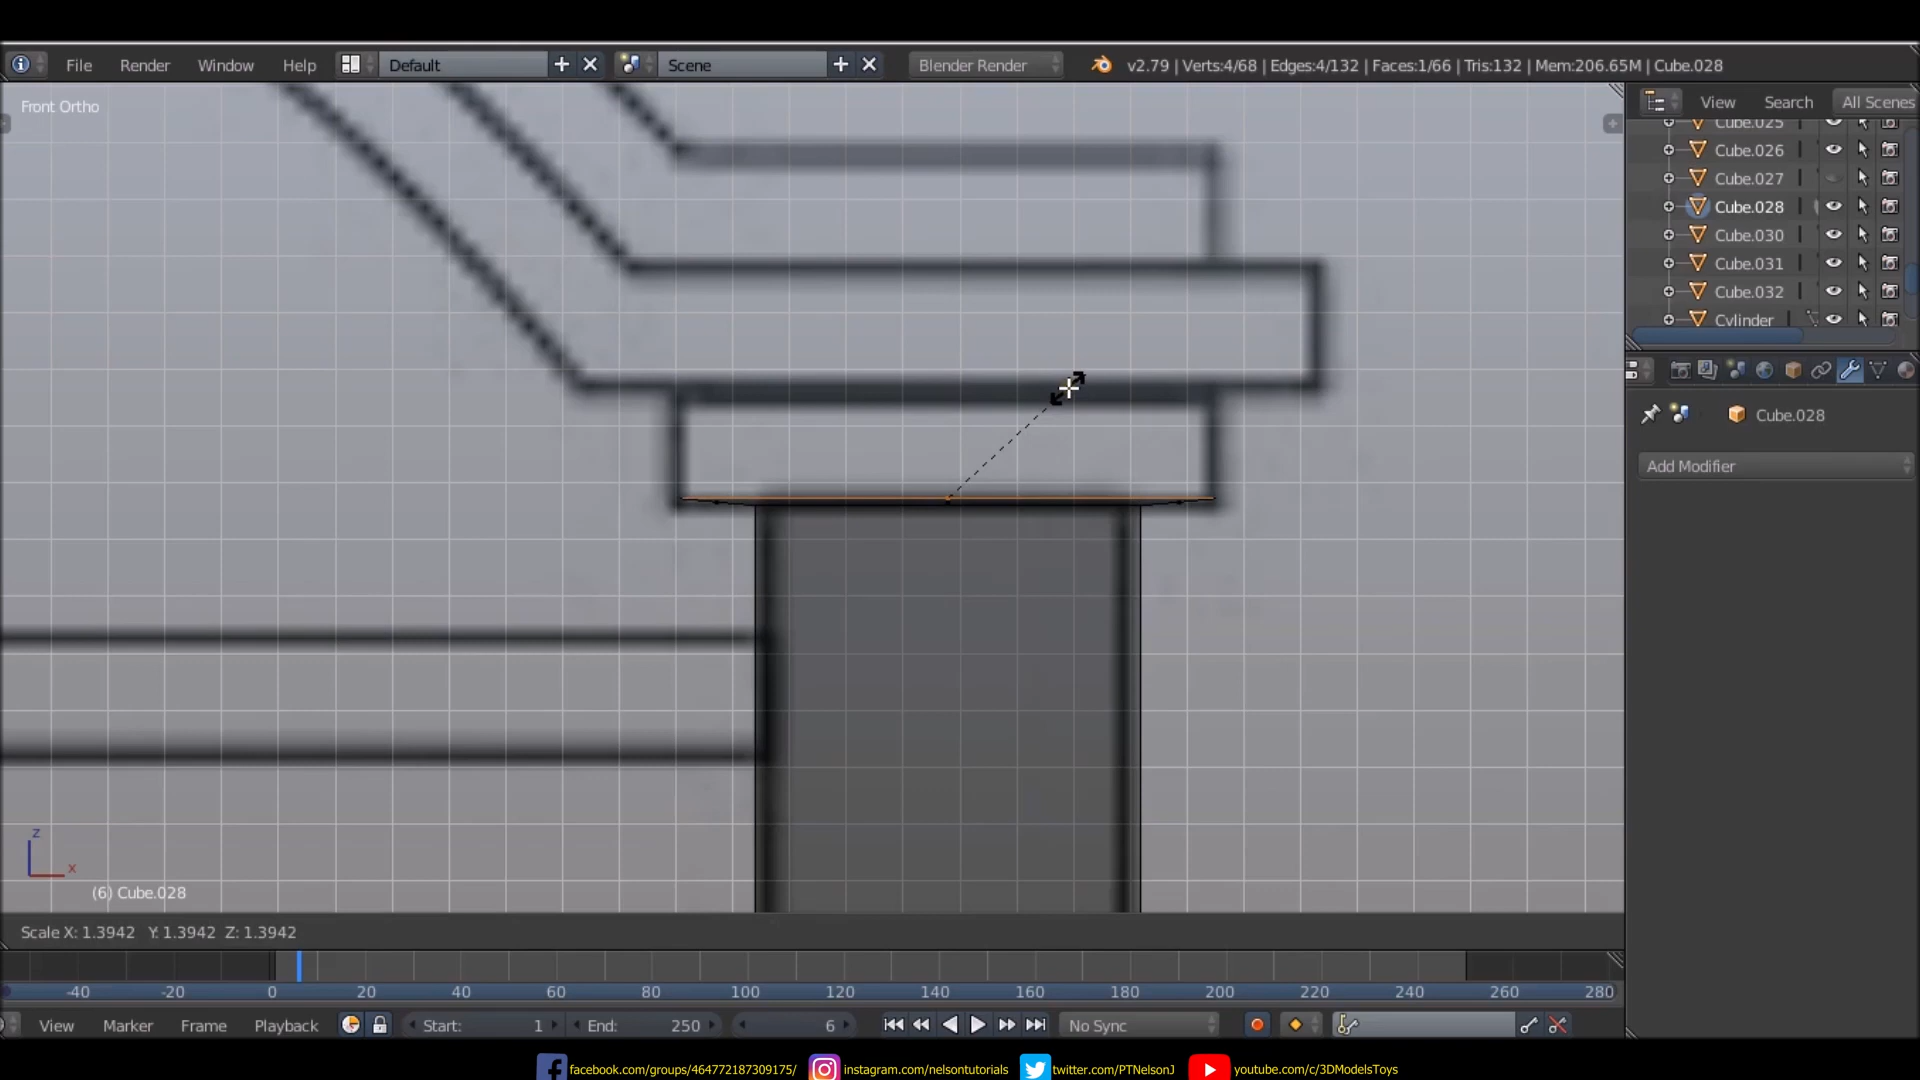 File Render Window Help Default Scene Blender Render v2.79 | Verts:4/68 | Edges:4/132 | Faces:1/66 | Tris:132 | Mem:206.65M | Cube.028
Front Ortho
View Search All Scenes
Cube.025
Cube.026
Cube.027
Cube.028
Cube.030
Cube.031
Cube.032
Cylinder
Cube.028
Add Modifier
z
x
(6) Cube.028
Scale X: 1.3942 Y: 1.3942 Z: 1.3942
-40 -20 0 20 40 60 80 100 120 140 160 180 200 220 240 260 280
View Marker Frame Playback Start: 1 End: 250 6 No Sync
facebook.com/groups/464772187309175/ instagram.com/nelsontutorials twitter.com/PTNelsonJ youtube.com/c/3DModelsToys